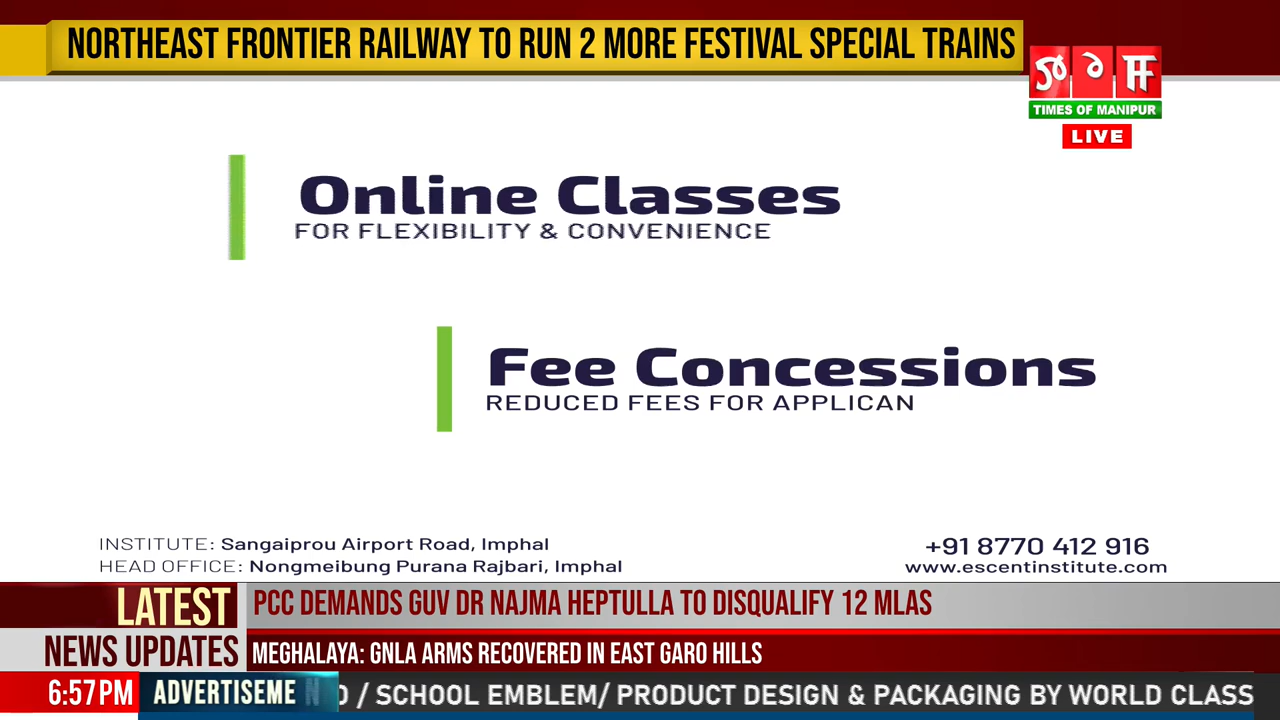 NORTHEAST FRONTIER RAILWAY TO RUN 2 MORE FESTIVAL SPECIAL TRAINS
TIMES OF MANIPUR
LIVE
Online Classes
FOR FLEXIBILITY & CONVENIENCE
Fee Concessions
REDUCED FEES FOR APPLICAN
INSTITUTE: Sangaiprou Airport Road, Imphal
HEAD OFFICE: Nongmeibung Purana Rajbari, Imphal
+91 8770 412 916
www.escentinstitute.com
LATEST
NEWS UPDATES
PCC DEMANDS GUV DR NAJMA HEPTULLA TO DISQUALIFY 12 MLAS
MEGHALAYA: GNLA ARMS RECOVERED IN EAST GARO HILLS
6:57PM
ADVERTISEMEN
/ SCHOOL EMBLEM/ PRODUCT DESIGN & PACKAGING BY WORLD CLASS